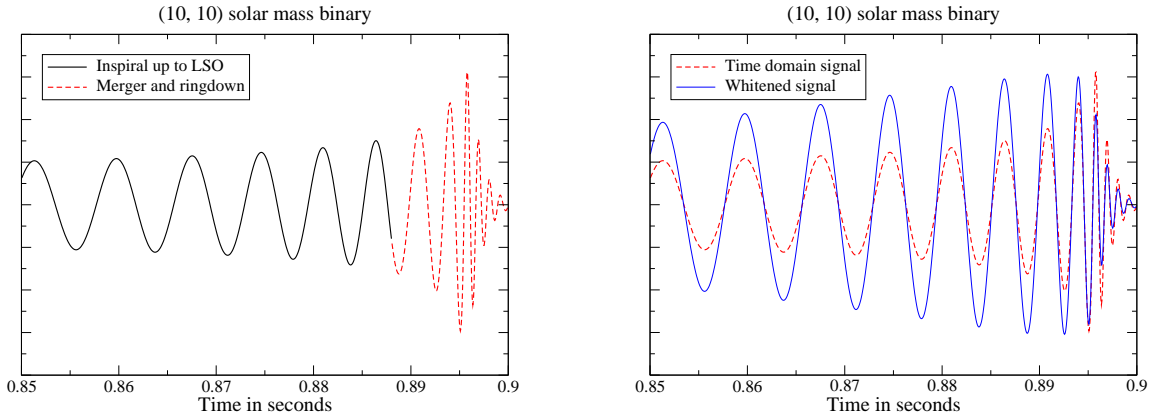 (10, 10) solar mass binary
Inspiral up to LSO
Merger and ringdown
0.85 0.86 0.87 0.88 0.89 0.9
Time in seconds
(10, 10) solar mass binary
Time domain signal
Whitened signal
0.85 0.86 0.87 0.88 0.89 0.9
Time in seconds